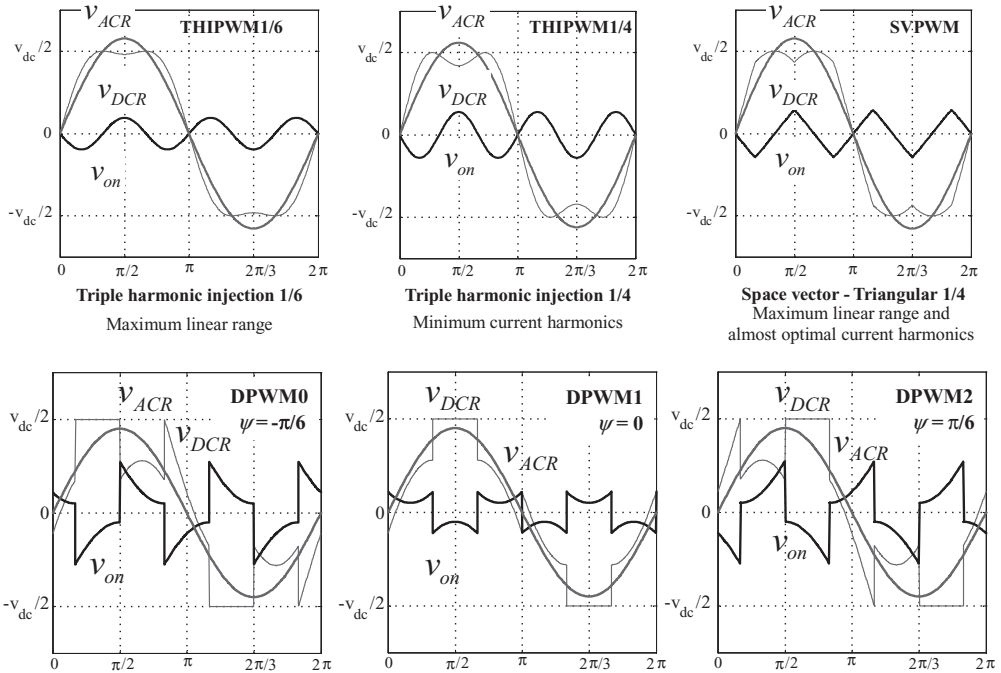 v_ACR THIPWM1/6
v_dc/2
v_DCR
0
v_on
-v_dc/2
0 π/2 π 2π/3 2π
Triple harmonic injection 1/6
Maximum linear range
v_ACR THIPWM1/4
v_dc/2
v_DCR
0
v_on
-v_dc/2
0 π/2 π 2π/3 2π
Triple harmonic injection 1/4
Minimum current harmonics
v_ACR SVPWM
v_dc/2
v_DCR
0
v_on
-v_dc/2
0 π/2 π 2π/3 2π
Space vector - Triangular 1/4
Maximum linear range and
almost optimal current harmonics
DPWM0
v_ACR
ψ = -π/6
v_dc/2
v_DCR
0
v_on
-v_dc/2
0 π/2 π 2π/3 2π
v_DCR DPWM1
ψ = 0
v_dc/2
v_ACR
0
v_on
-v_dc/2
0 π/2 π 2π/3 2π
v_DCR DPWM2
ψ = π/6
v_dc/2
v_ACR
0
v_on
-v_dc/2
0 π/2 π 2π/3 2π